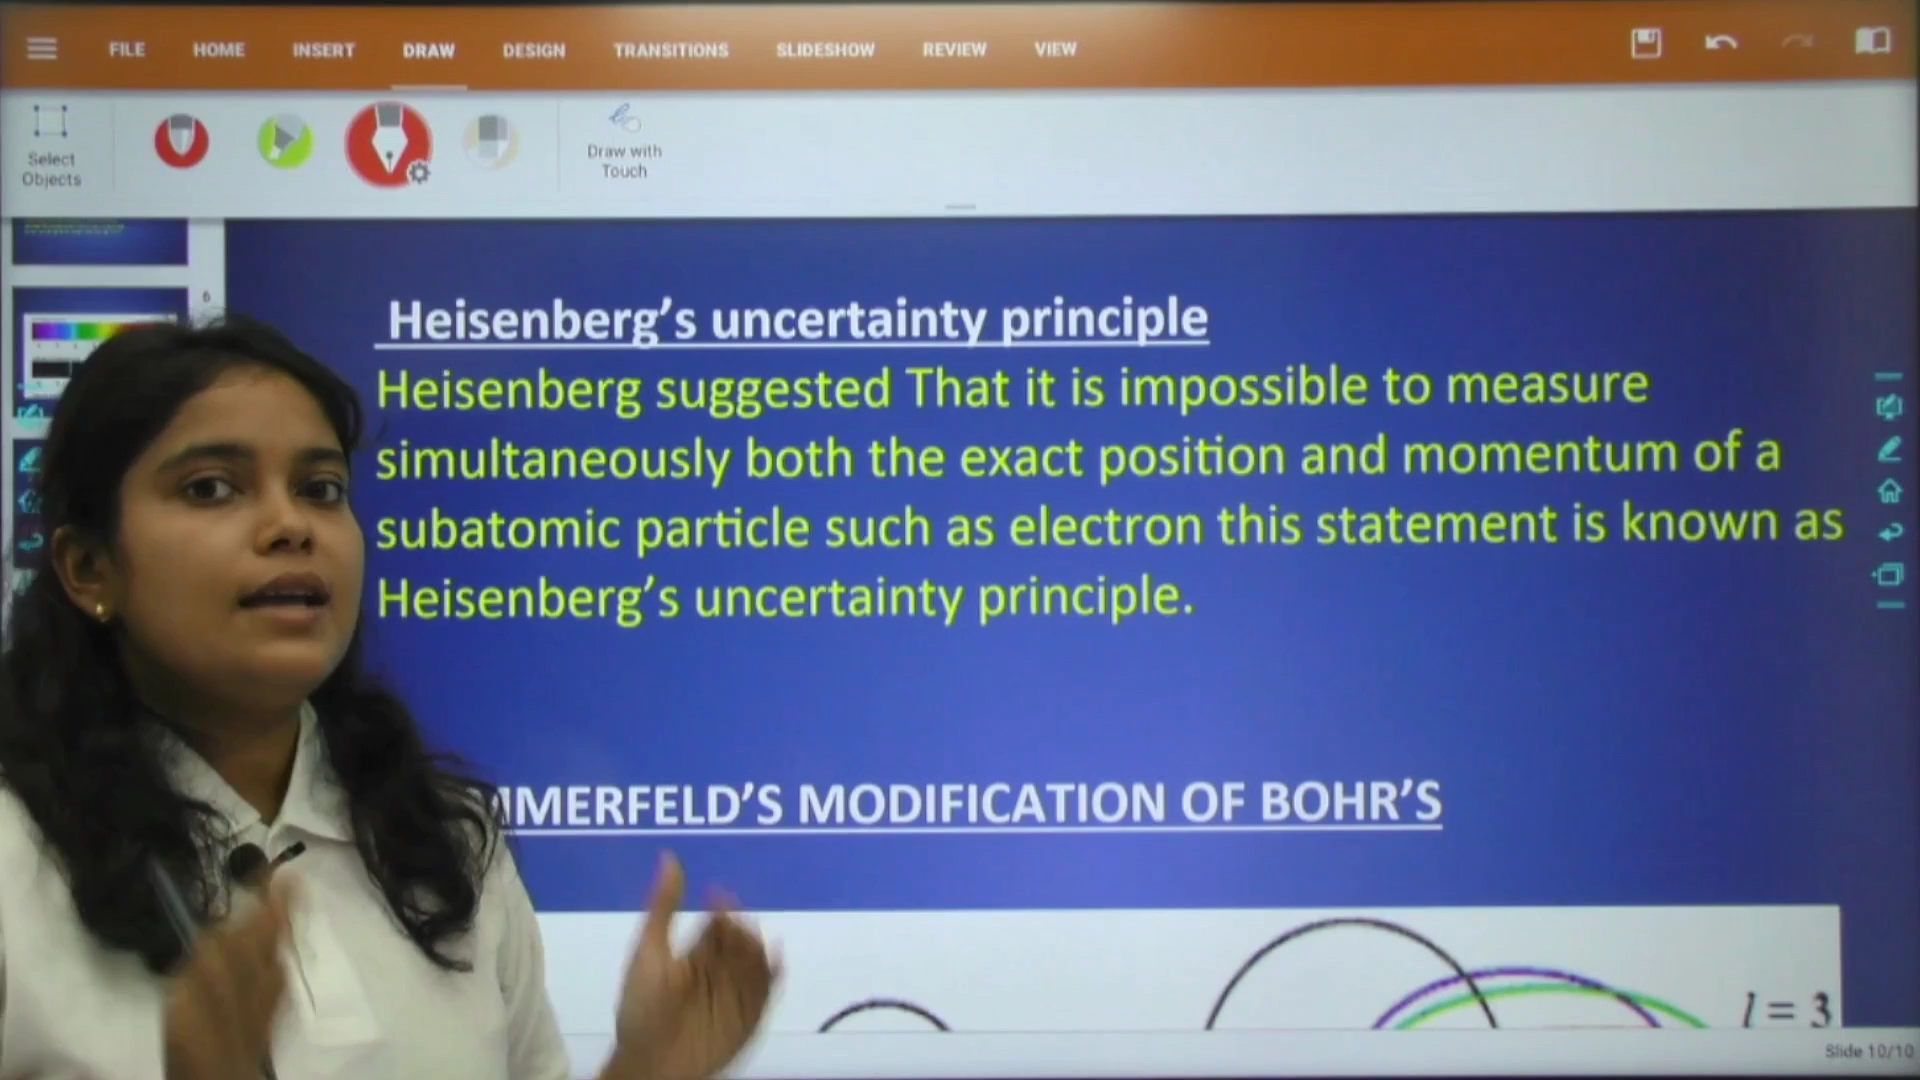 FILE HOME INSERT DRAW DESIGN TRANSITIONS SLIDESHOW REVIEW VIEW
Select
Objects
Draw with
Touch
6
Heisenberg's uncertainty principle
Heisenberg suggested That it is impossible to measure
simultaneously both the exact position and momentum of a
subatomic particle such as electron this statement is known as
Heisenberg's uncertainty principle.
MMERFELD'S MODIFICATION OF BOHR'S
l = 3
Slide 10/10